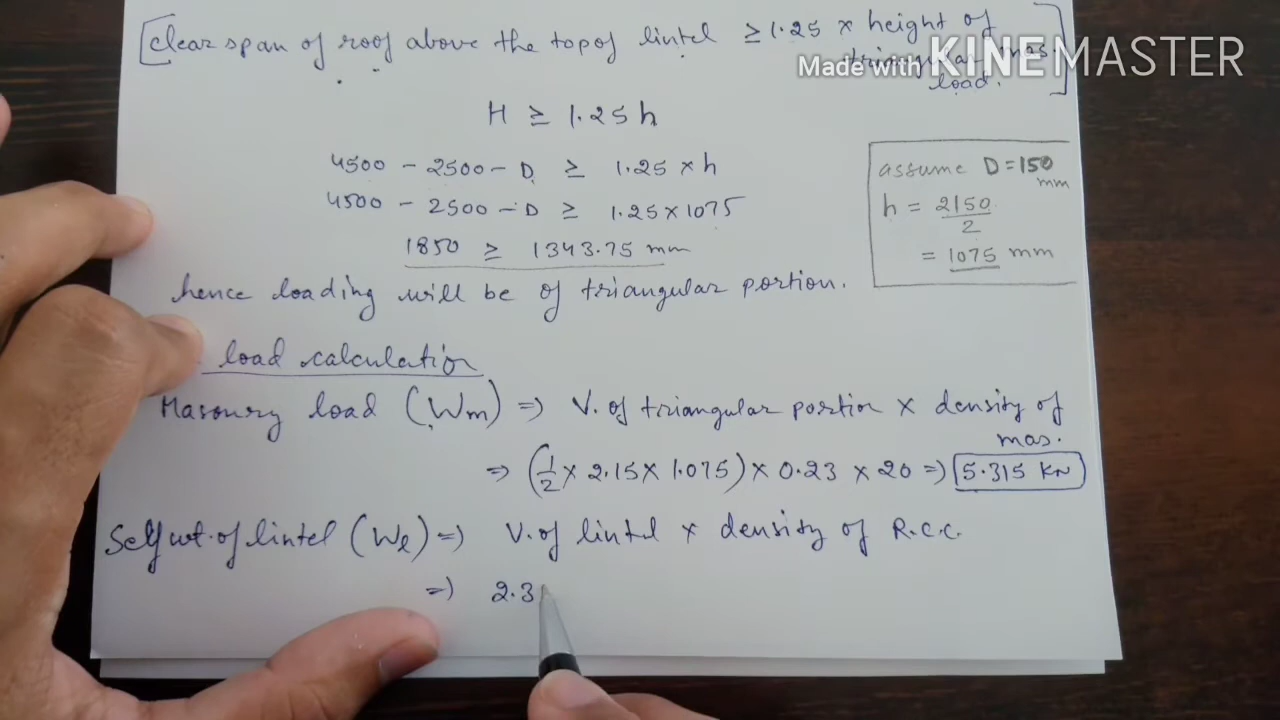 [clear span of roof above the top of lintel ≥ 1.25 × height of
triangular mas.
load.]
Made with KINEMASTER
H ≥ 1.25 h
4500 - 2500 - D ≥ 1.25 × h
4500 - 2500 - D ≥ 1.25 × 1075
1850 ≥ 1343.75 mm
assume D = 150
mm
h = 2150/2
= 1075 mm
hence loading will be of triangular portion.
load calculation
Masonry load (Wm) => V. of triangular portion × density of
mas.
=> (1/2 × 2.15 × 1.075) × 0.23 × 20 => 5.315 KN
Self wt. of lintel (Wl) => V. of lintel × density of R.C.C.
=> 2.3